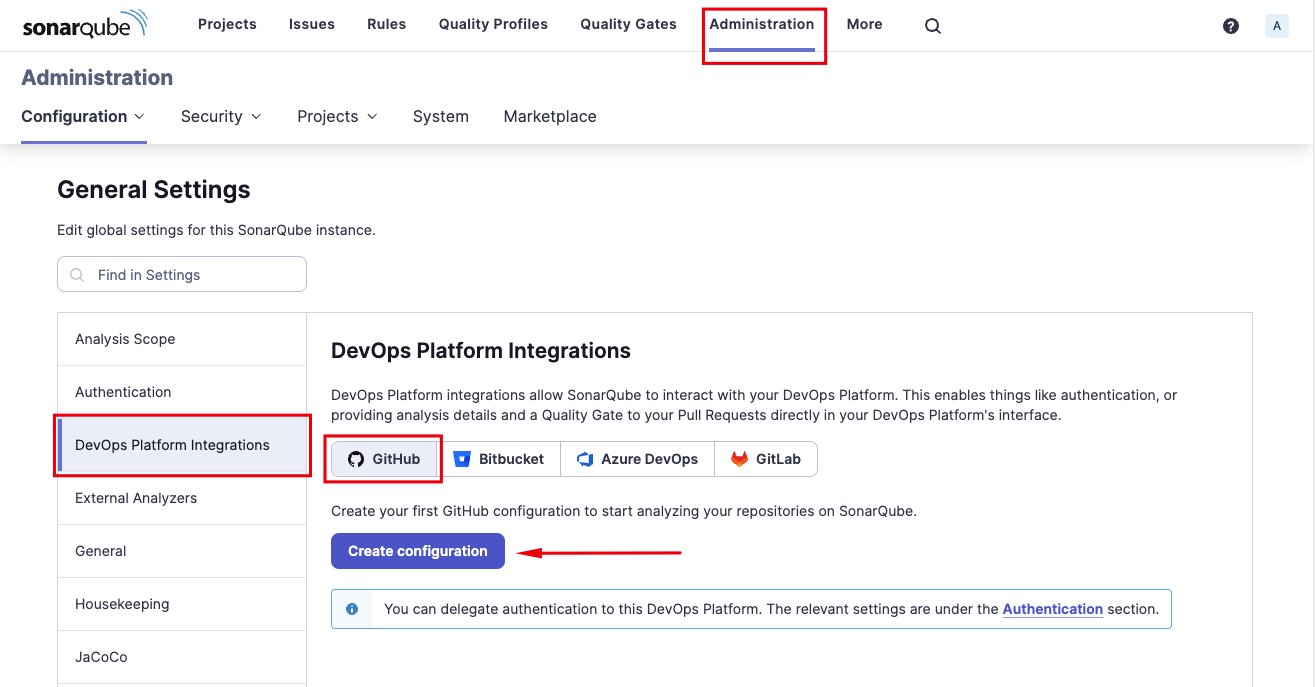 sonarqube Projects Issues Rules Quality Profiles Quality Gates Administration More ? A
Administration
Configuration Security Projects System Marketplace
General Settings
Edit global settings for this SonarQube instance.
Find in Settings
Analysis Scope
Authentication
DevOps Platform Integrations
External Analyzers
General
Housekeeping
JaCoCo
DevOps Platform Integrations
DevOps Platform integrations allow SonarQube to interact with your DevOps Platform. This enables things like authentication, or
providing analysis details and a Quality Gate to your Pull Requests directly in your DevOps Platform's interface.
GitHub Bitbucket Azure DevOps GitLab
Create your first GitHub configuration to start analyzing your repositories on SonarQube.
Create configuration
You can delegate authentication to this DevOps Platform. The relevant settings are under the Authentication section.